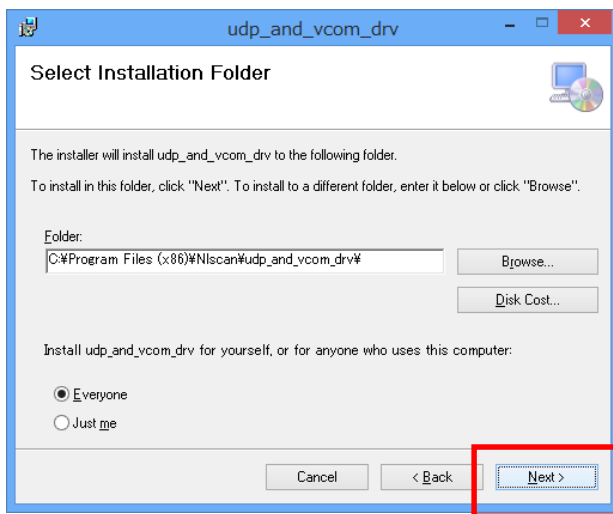 udp_and_vcom_drv
Select Installation Folder
The installer will install udp_and_vcom_drv to the following folder.
To install in this folder, click "Next". To install to a different folder, enter it below or click "Browse".
Folder:
C:¥Program Files (x86)¥Nlscan¥udp_and_vcom_drv¥
Browse...
Disk Cost...
Install udp_and_vcom_drv for yourself, or for anyone who uses this computer:
Everyone
Just me
Cancel
< Back
Next >